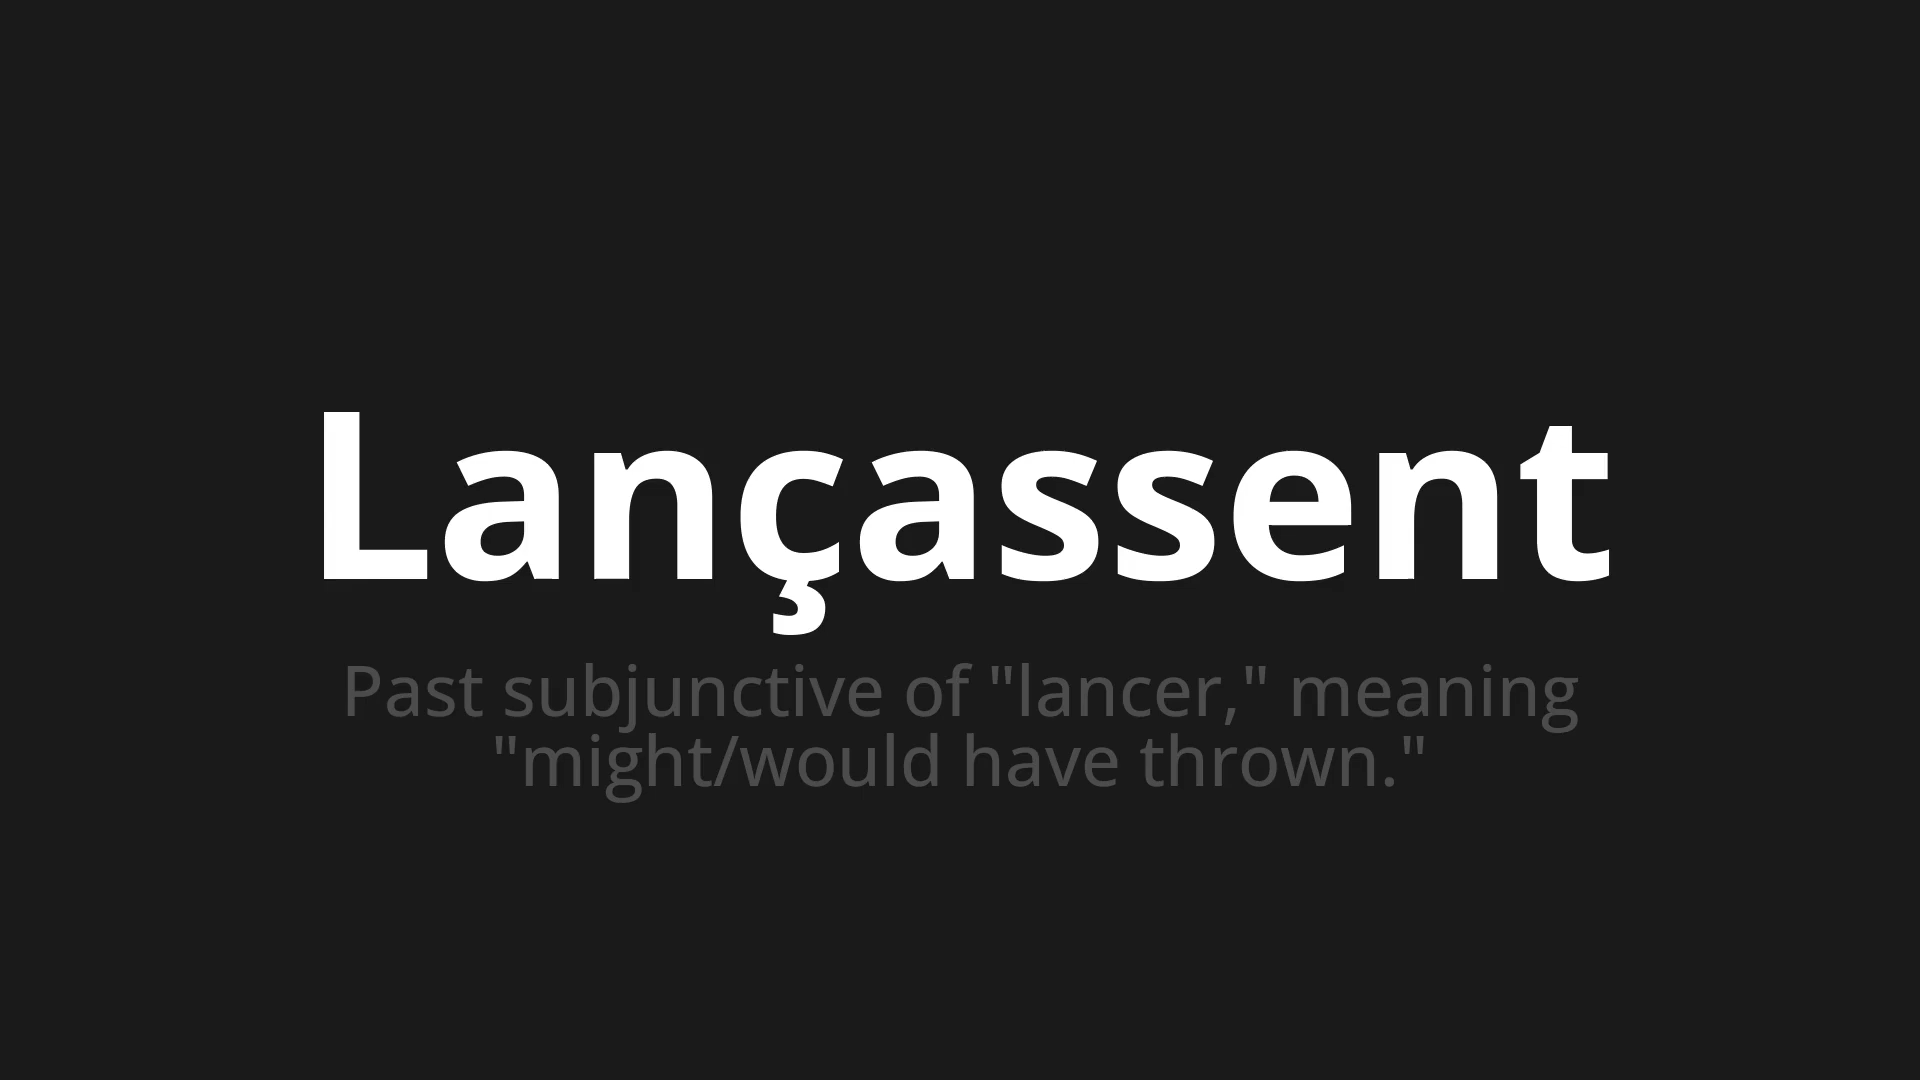 Lançassent
Past subjunctive of "lancer," meaning
"might/would have thrown."